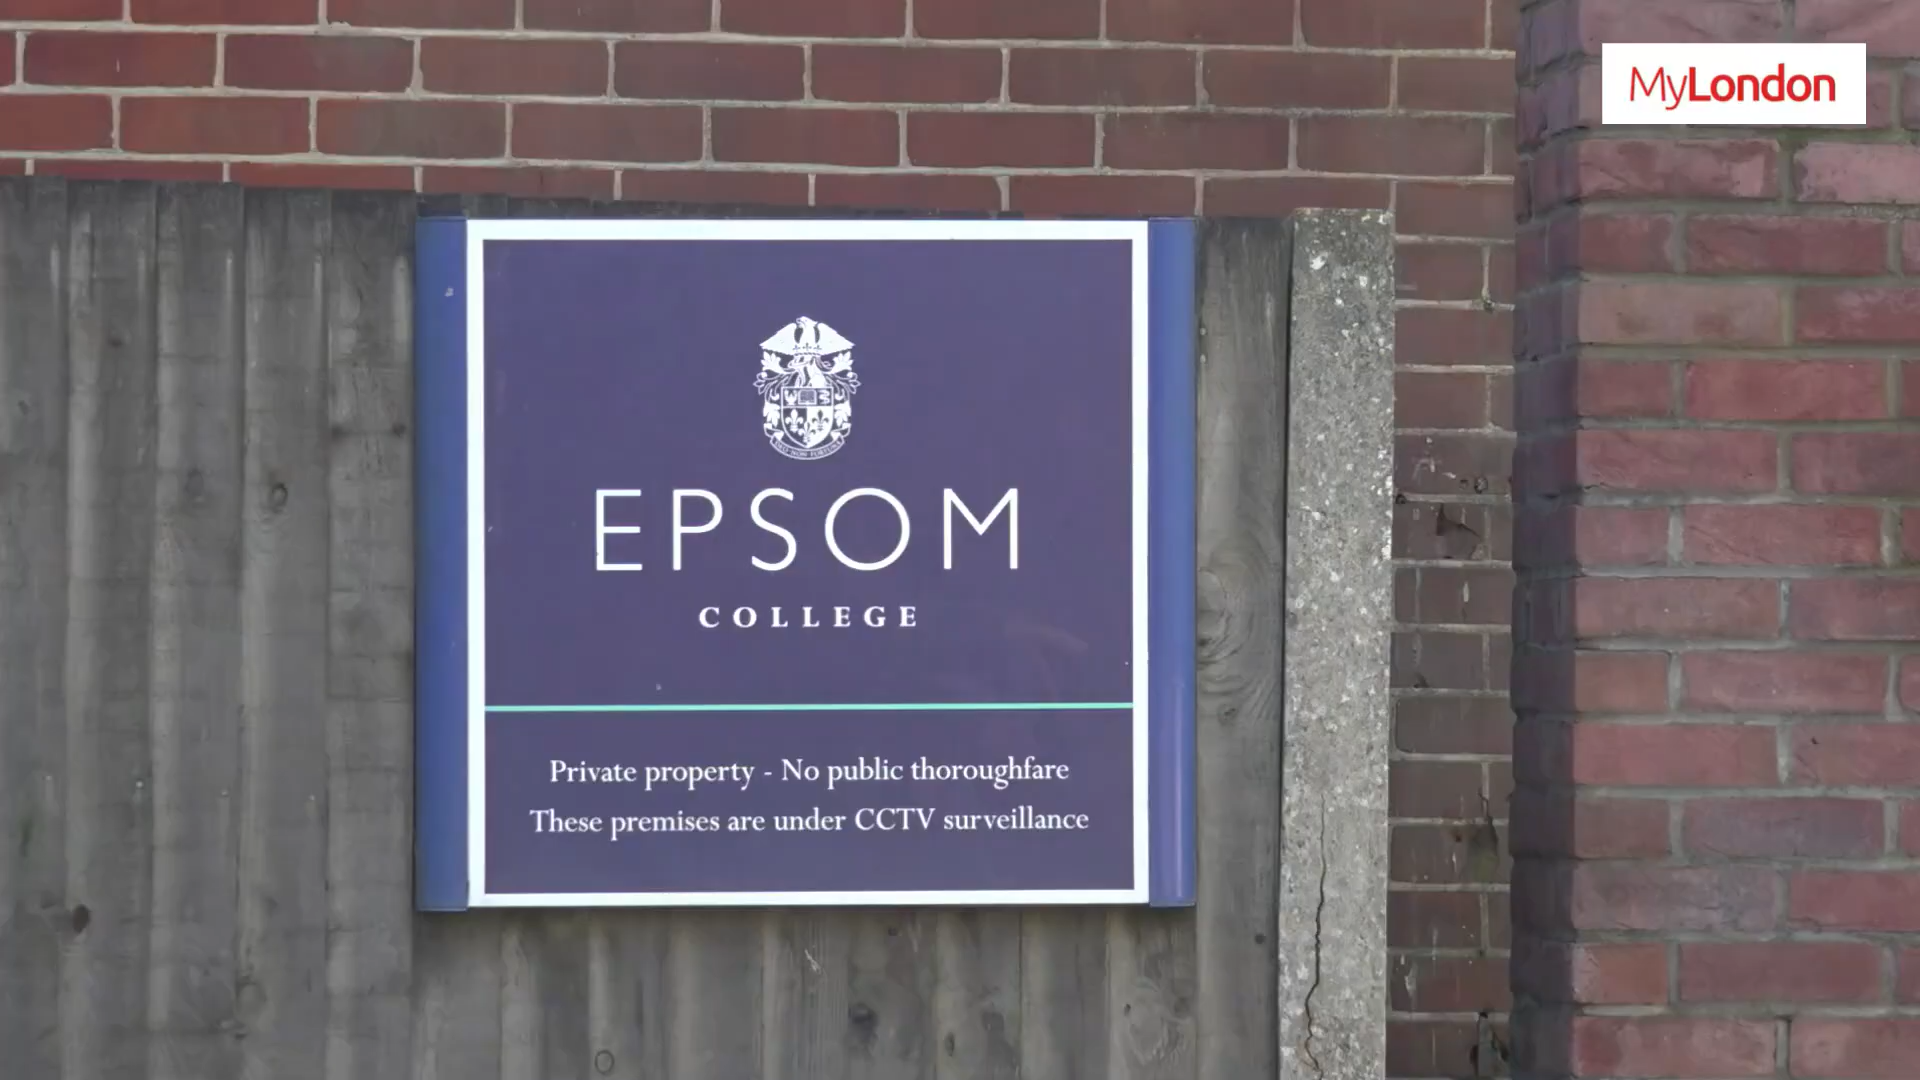 MyLondon
EPSOM
COLLEGE
Private property - No public thoroughfare
These premises are under CCTV surveillance